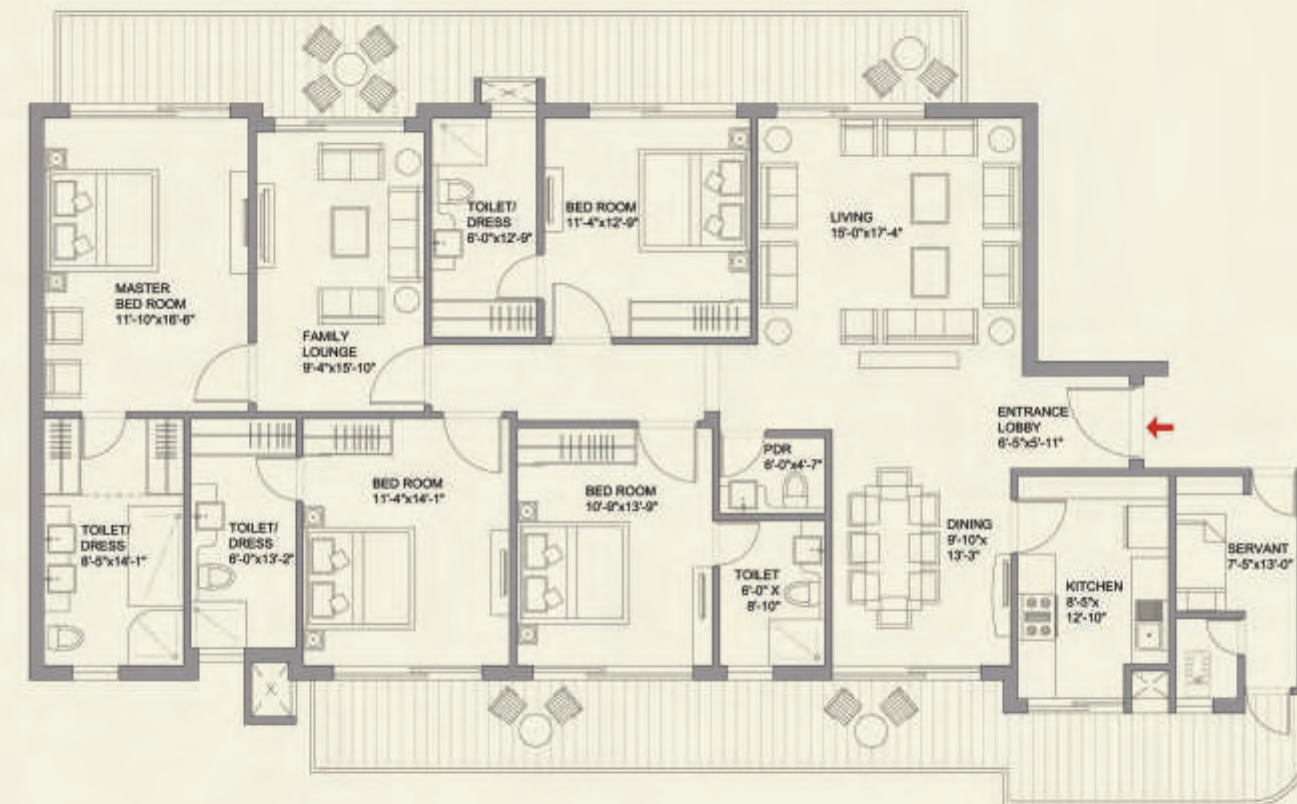 TOILET/
DRESS
6'-0"x12'-9"
BED ROOM
11'-4"x12'-9"
LIVING
15'-0"x17'-4"
MASTER
BED ROOM
11'-10"x16'-6"
FAMILY
LOUNGE
9'-4"x15'-10"
ENTRANCE
LOBBY
6'-5"x5'-11"
PDR
6'-0"x4'-7"
BED ROOM
11'-4"x14'-1"
BED ROOM
10'-9"x13'-9"
TOILET/
DRESS
8'-5"x14'-1"
TOILET/
DRESS
6'-0"x13'-2"
TOILET
6'-0" X
8'-10"
DINING
9'-10"x
13'-3"
KITCHEN
8'-5"x
12'-10"
SERVANT
7'-5"x13'-0"